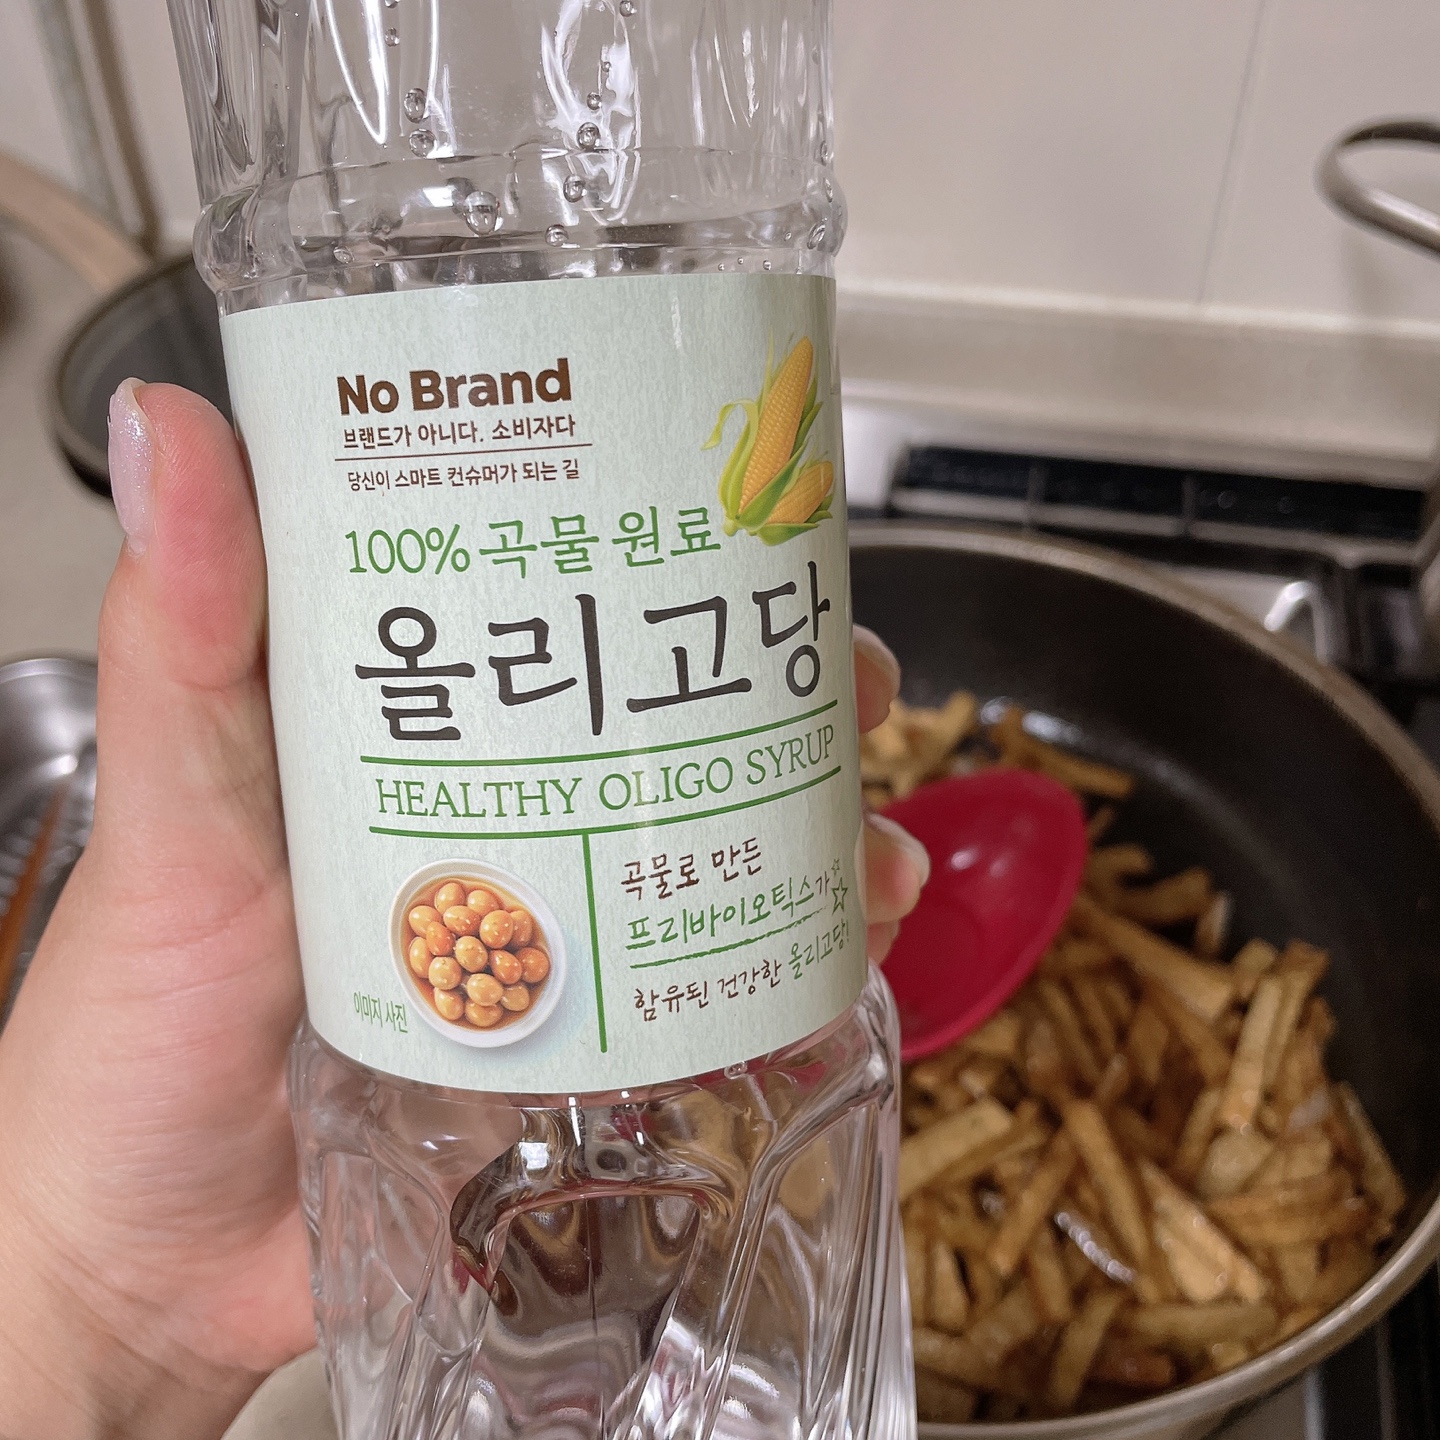 No Brand
브랜드가 아니다. 소비자다
당신이 스마트 컨슈머가 되는 길
100% 곡물 원료
올리고당
HEALTHY OLIGO SYRUP
곡물로 만든
프리바이오틱스가
함유된 건강한 올리고당!
이미지 사진